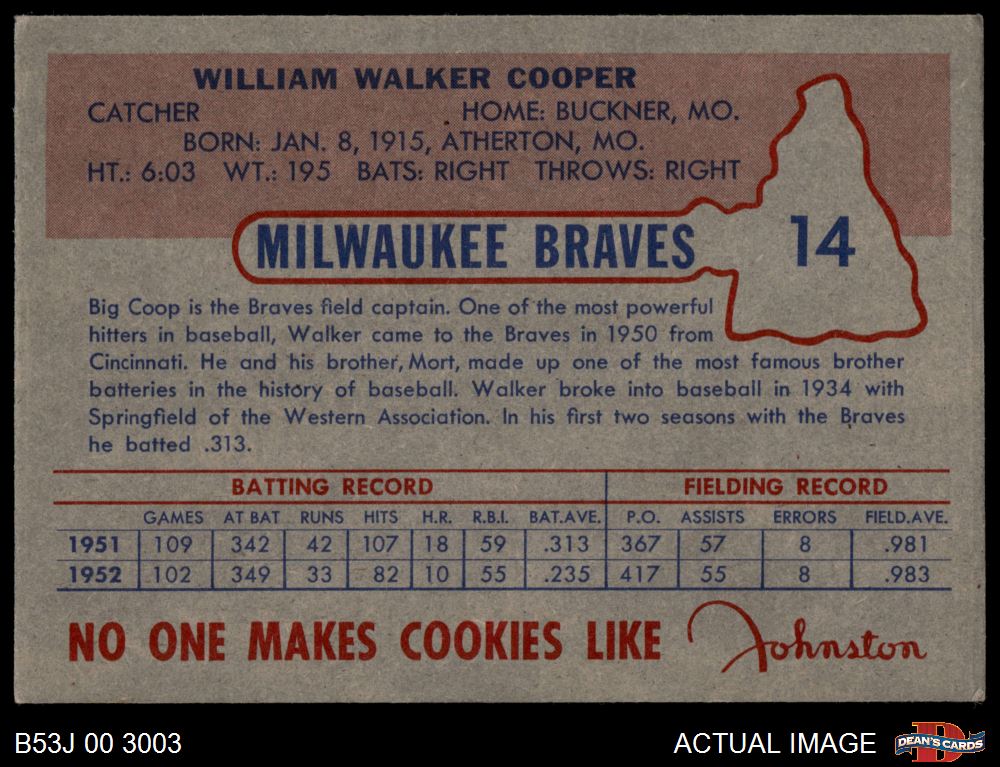 WILLIAM WALKER COOPER
CATCHER HOME: BUCKNER, MO.
BORN: JAN. 8, 1915, ATHERTON, MO.
HT.: 6:03 WT.: 195 BATS: RIGHT THROWS: RIGHT
MILWAUKEE BRAVES 14
Big Coop is the Braves field captain. One of the most powerful
hitters in baseball, Walker came to the Braves in 1950 from
Cincinnati. He and his brother, Mort, made up one of the most famous brother
batteries in the history of baseball. Walker broke into baseball in 1934 with
Springfield of the Western Association. In his first two seasons with the Braves
he batted .313.
BATTING RECORD FIELDING RECORD
GAMES AT BAT RUNS HITS H.R. R.B.I. BAT.AVE. P.O. ASSISTS ERRORS FIELD.AVE.
1951 109 342 42 107 18 59 .313 367 57 8 .981
1952 102 349 33 82 10 55 .235 417 55 8 .983
NO ONE MAKES COOKIES LIKE Johnston
B53J 00 3003 ACTUAL IMAGE DEAN'S CARDS